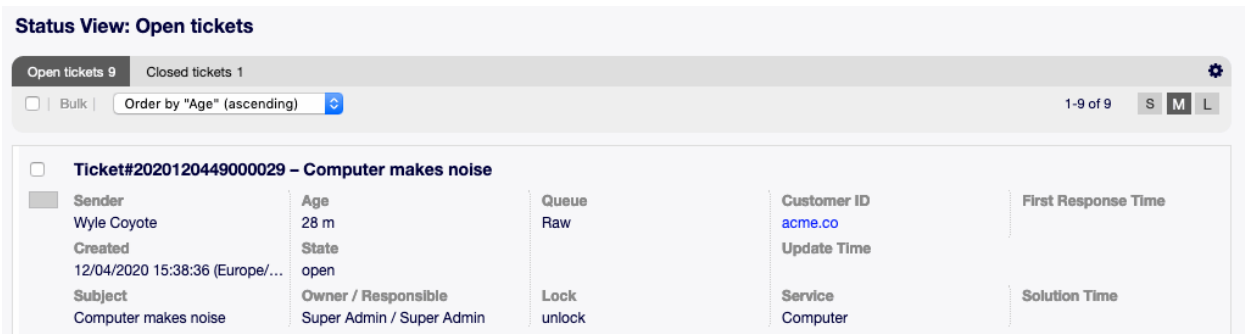 Status View: Open tickets
Open tickets 9 Closed tickets 1
| Bulk | Order by "Age" (ascending) 1-9 of 9 S M L
Ticket#2020120449000029 – Computer makes noise
Sender Age Queue Customer ID First Response Time
Wyle Coyote 28 m Raw acme.co
Created State Update Time
12/04/2020 15:38:36 (Europe/... open
Subject Owner / Responsible Lock Service Solution Time
Computer makes noise Super Admin / Super Admin unlock Computer